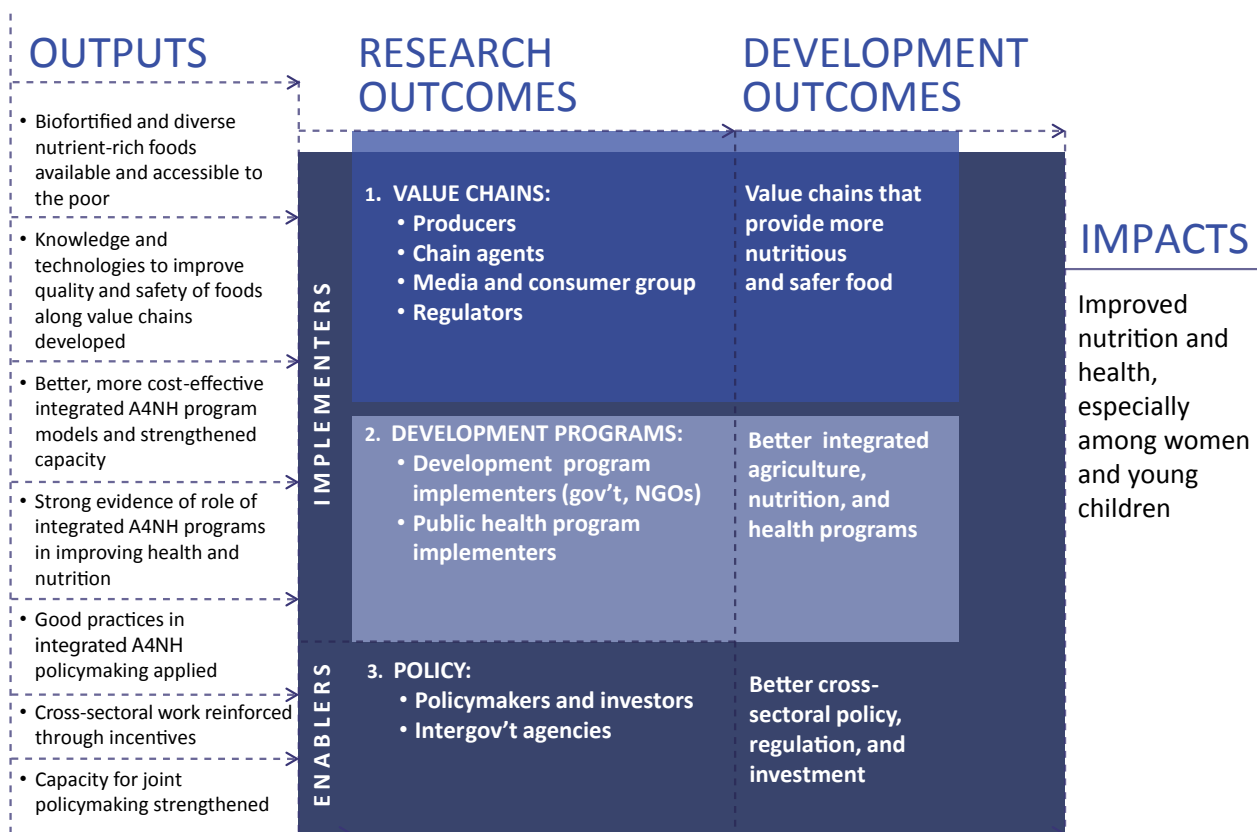 OUTPUTS
• Biofortified and diverse
nutrient-rich foods
available and accessible to
the poor
• Knowledge and
technologies to improve
quality and safety of foods
along value chains
developed
• Better, more cost-effective
integrated A4NH program
models and strengthened
capacity
• Strong evidence of role of
integrated A4NH programs
in improving health and
nutrition
• Good practices in
integrated A4NH
policymaking applied
• Cross-sectoral work reinforced
through incentives
• Capacity for joint
policymaking strengthened
IMPLEMENTERS
ENABLERS
RESEARCH
OUTCOMES
1. VALUE CHAINS:
• Producers
• Chain agents
• Media and consumer group
• Regulators
2. DEVELOPMENT PROGRAMS:
• Development program
implementers (gov't, NGOs)
• Public health program
implementers
3. POLICY:
• Policymakers and investors
• Intergov't agencies
DEVELOPMENT
OUTCOMES
Value chains that
provide more
nutritious
and safer food
Better integrated
agriculture,
nutrition, and
health programs
Better cross-
sectoral policy,
regulation, and
investment
IMPACTS
Improved
nutrition and
health,
especially
among women
and young
children